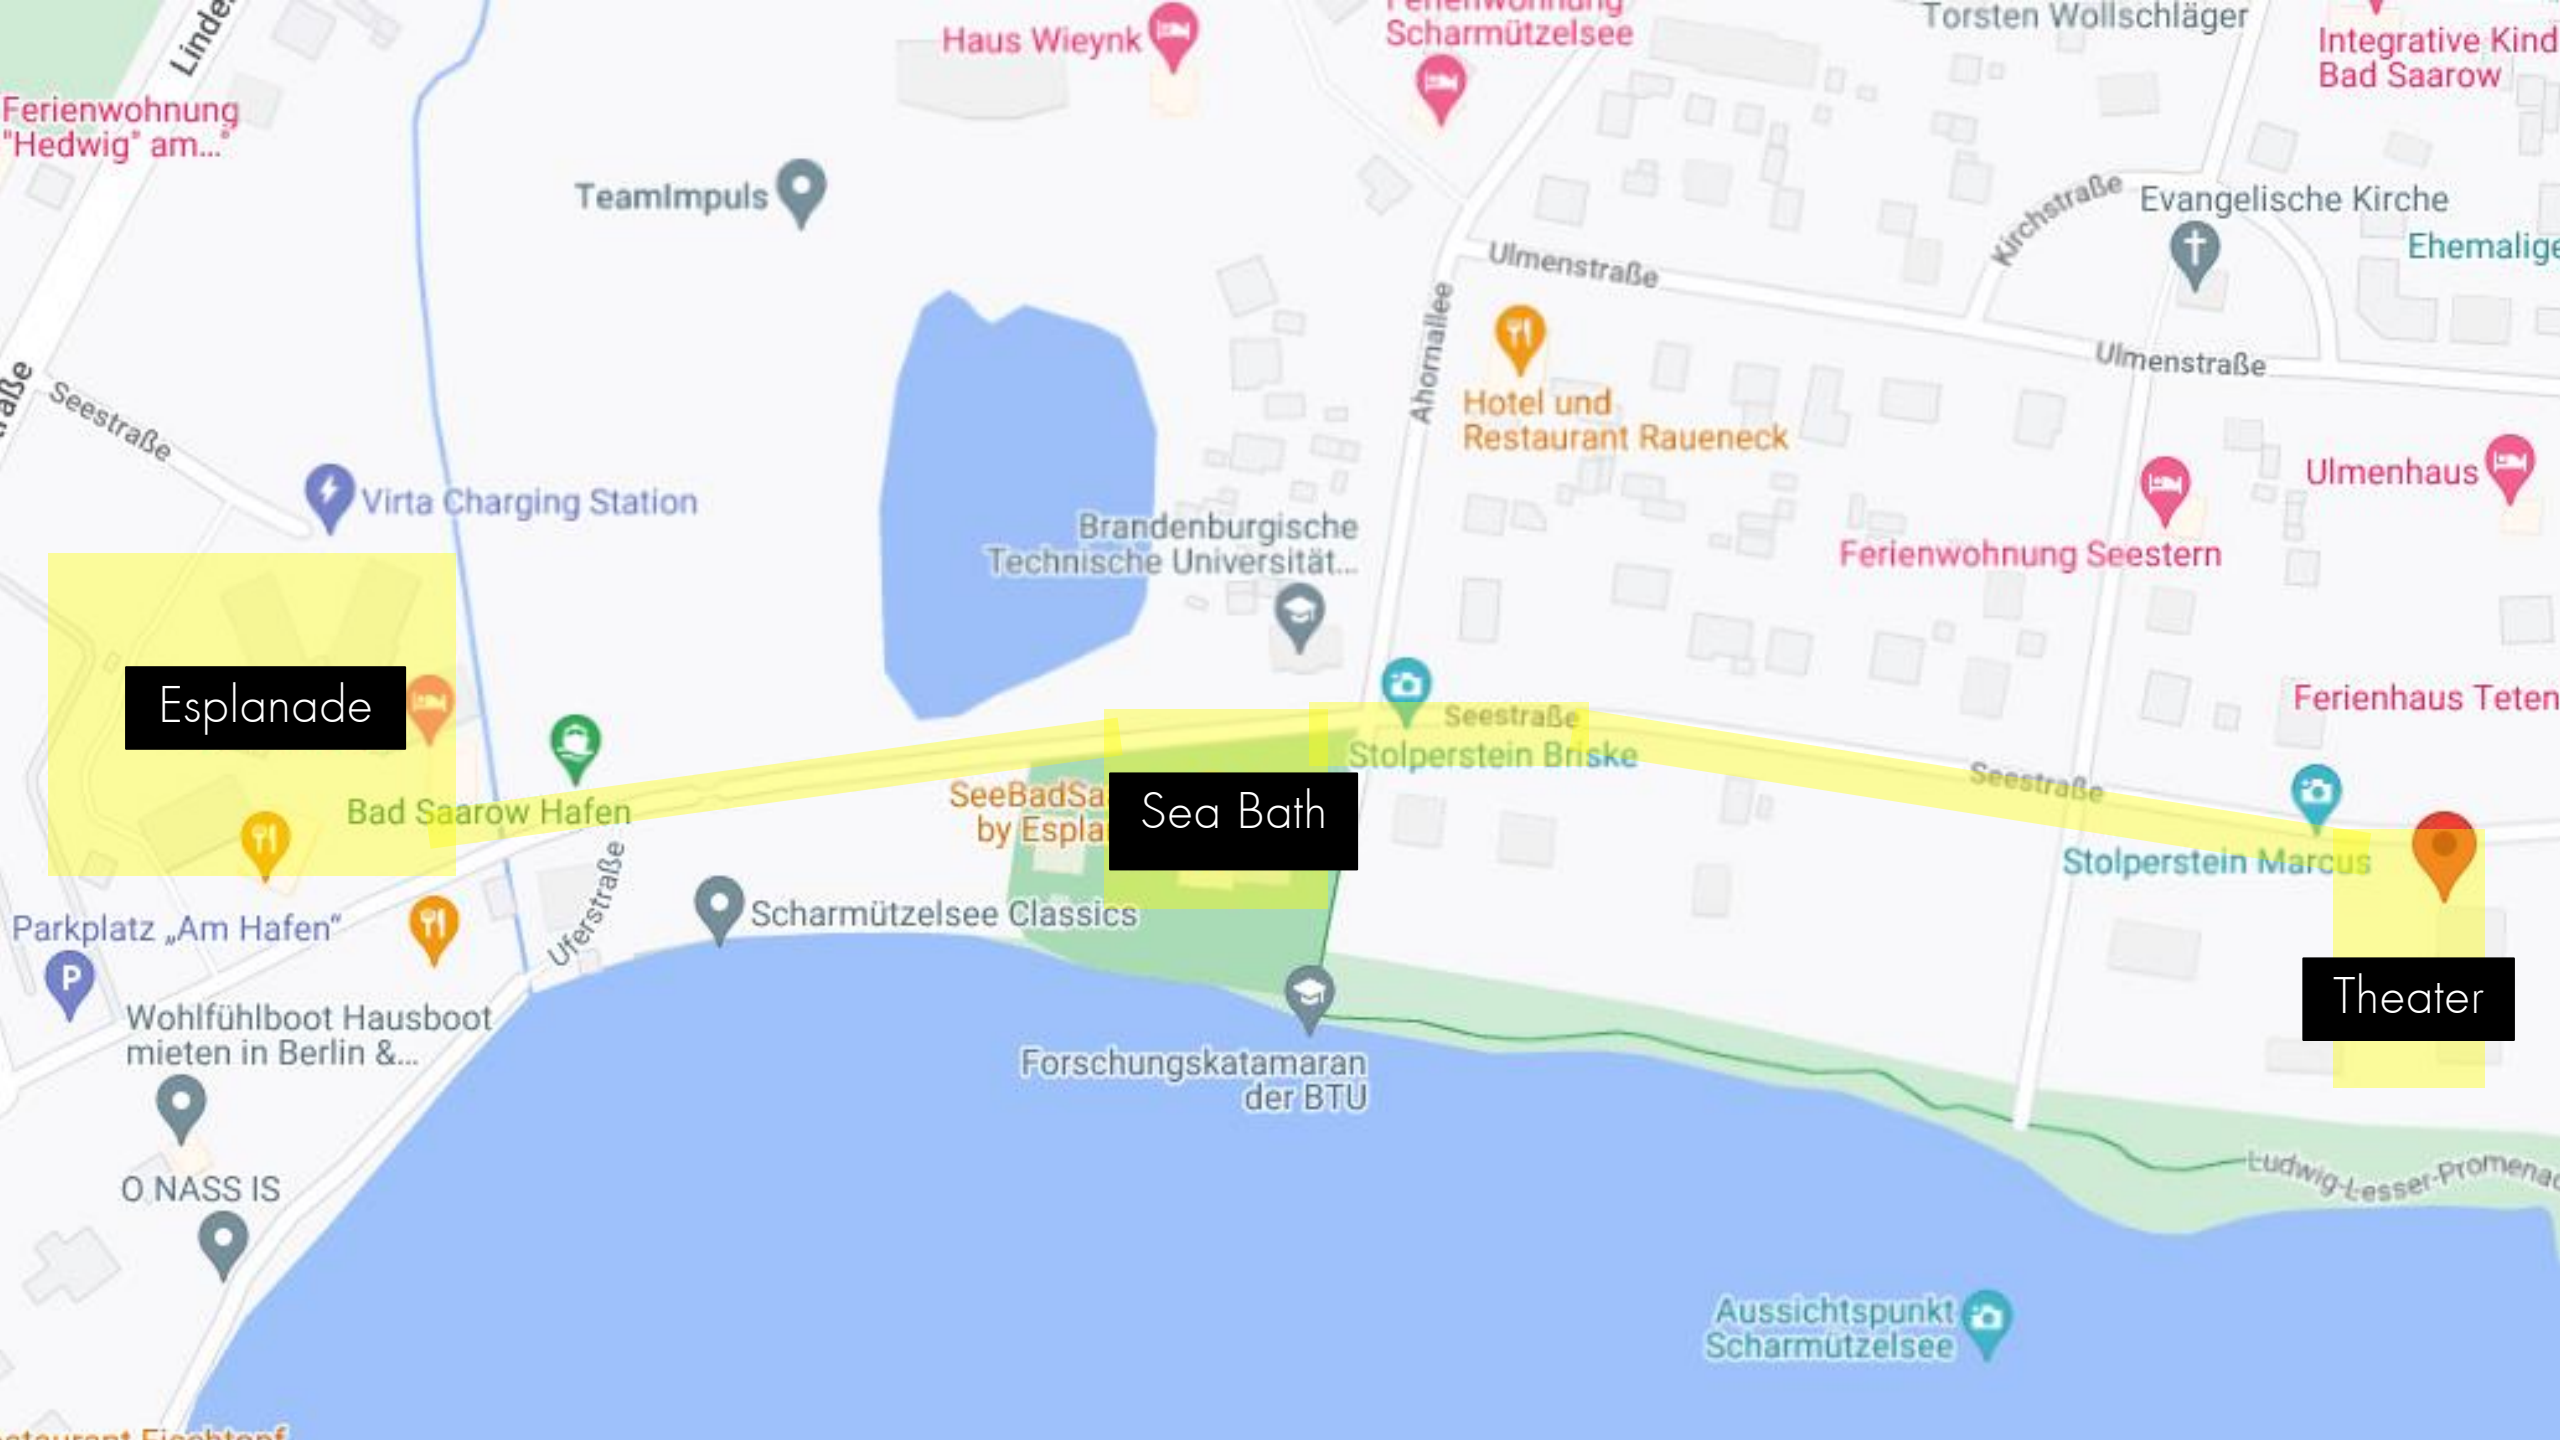 Linde
Haus Wieynk
Ferienwohnung
Scharmützelsee
Torsten Wollschläger
Integrative Kind
Bad Saarow
Ferienwohnung
"Hedwig" am..."
TeamImpuls
Kirchstraße
Evangelische Kirche
Ehemalige
Ulmenstraße
Ahornallee
Ulmenstraße
aße
Seestraße
Hotel und
Restaurant Raueneck
Virta Charging Station
Ulmenhaus
Brandenburgische
Technische Universität...
Ferienwohnung Seestern
Esplanade
Seestraße
Ferienhaus Teten
Stolperstein Briske
Seestraße
Bad Saarow Hafen
SeeBadSa
by Espla
Sea Bath
Uferstraße
Stolperstein Marcus
Parkplatz „Am Hafen“
P
Scharmützelsee Classics
Theater
Wohlfühlboot Hausboot
mieten in Berlin &...
Forschungskatamaran
der BTU
Ludwig-Lesser-Promenad
O NASS IS
Aussichtspunkt
Scharmützelsee